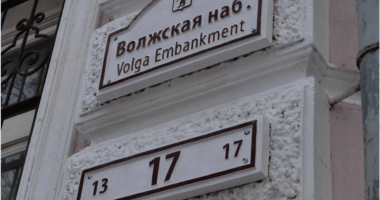 Волжская наб.
Volga Embankment
13 17 17